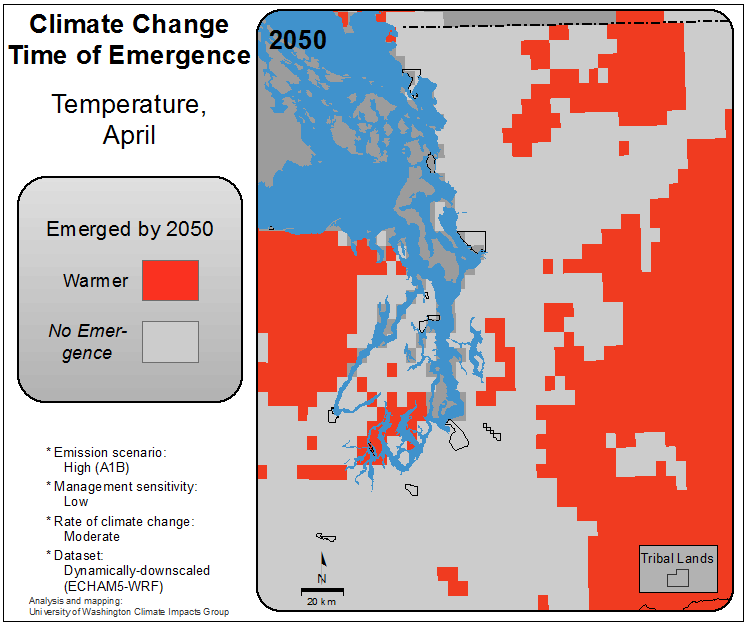 Climate Change
Time of Emergence
Temperature,
April
Emerged by 2050
Warmer
No Emer-
gence
* Emission scenario:
High (A1B)
* Management sensitivity:
Low
* Rate of climate change:
Moderate
* Dataset:
Dynamically-downscaled
(ECHAM5-WRF)
Analysis and mapping:
University of Washington Climate Impacts Group
2050
N
20 km
Tribal Lands